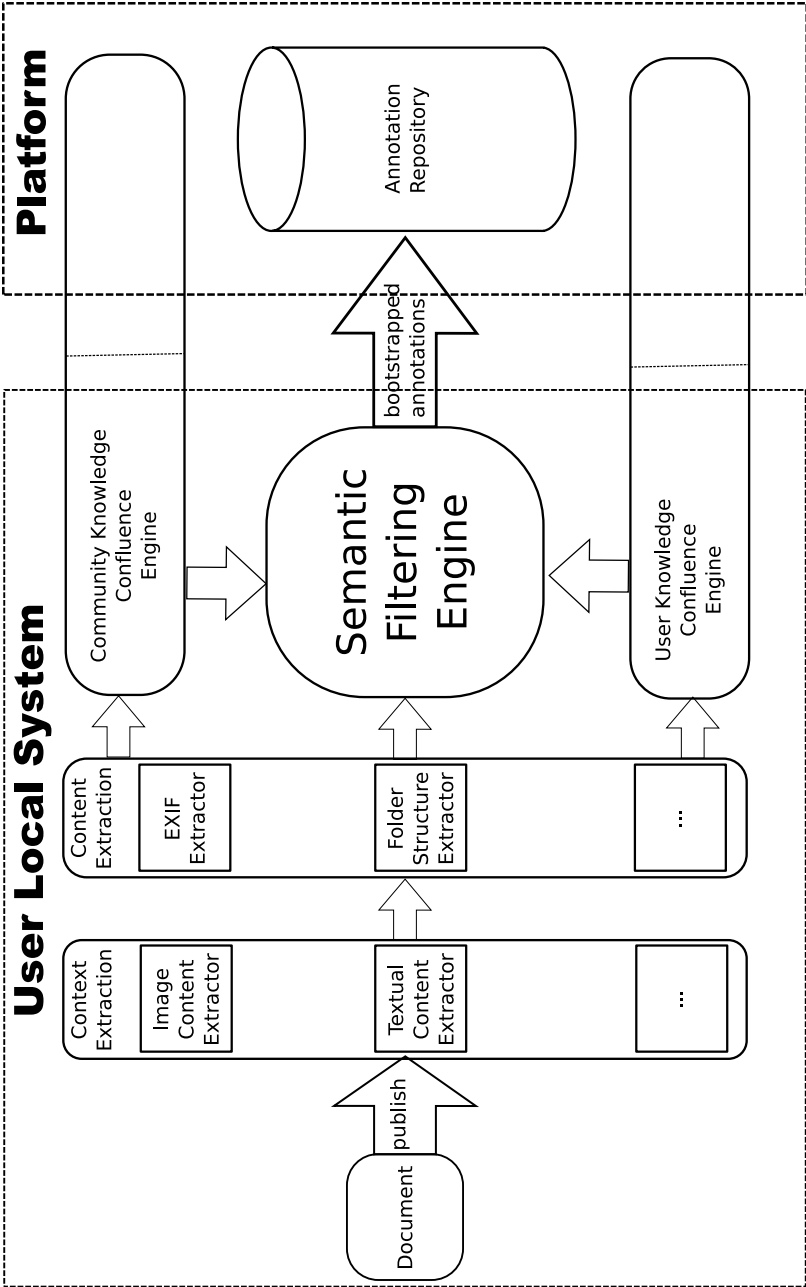 User Local System
Platform
Document
publish
Context
Extraction
Image
Content
Extractor
Textual
Content
Extractor
...
Content
Extraction
EXIF
Extractor
Folder
Structure
Extractor
...
Community Knowledge
Confluence
Engine
Semantic
Filtering
Engine
User Knowledge
Confluence
Engine
bootstrapped
annotations
Annotation
Repository